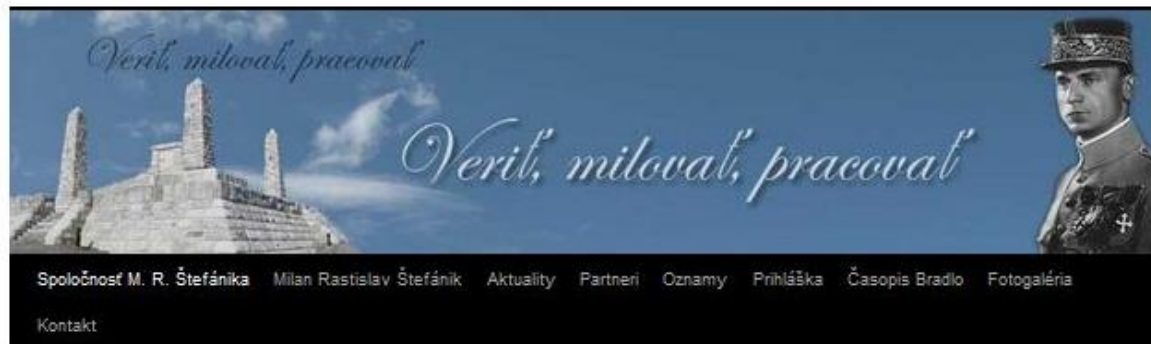 Veriť, milovať, pracovať
Veriť, milovať, pracovať
Spoločnosť M. R. Štefánika Milan Rastislav Štefánik Aktuality Partneri Oznamy Prihláška Časopis Bradlo Fotogaléria
Kontakt